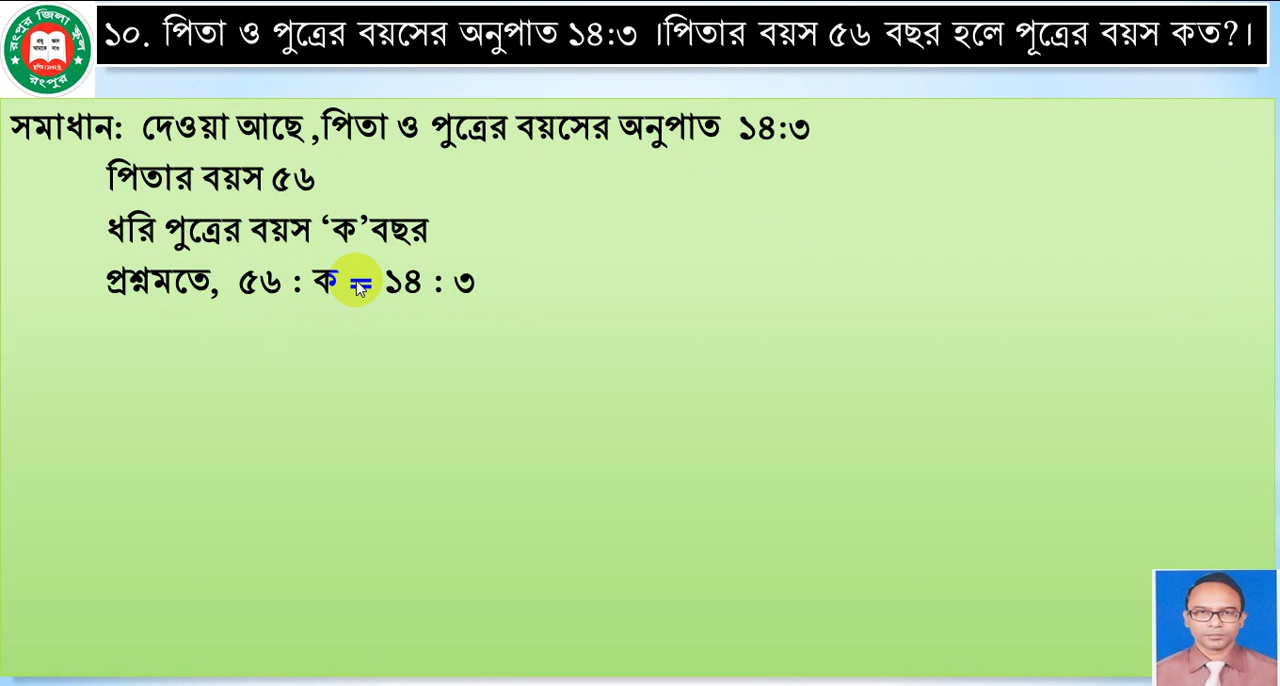 রংপুর জিলা স্কুল
রংপুর
১০. পিতা ও পুত্রের বয়সের অনুপাত ১৪:৩ ।পিতার বয়স ৫৬ বছর হলে পূত্রের বয়স কত?।
সমাধান: দেওয়া আছে ,পিতা ও পুত্রের বয়সের অনুপাত ১৪:৩
পিতার বয়স ৫৬
ধরি পুত্রের বয়স ‘ক’বছর
প্রশ্নমতে, ৫৬ : ক = ১৪ : ৩